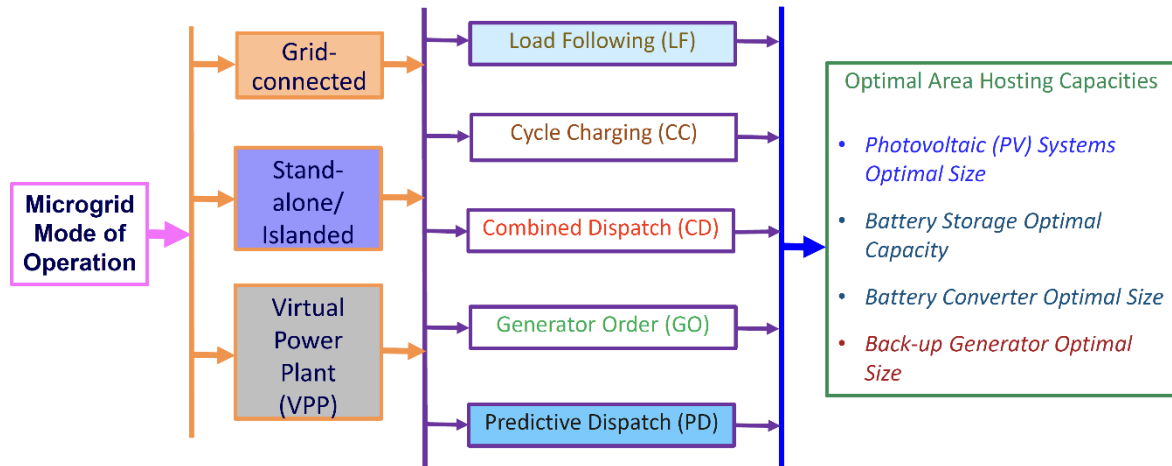 Microgrid
Mode of
Operation
Grid-
connected
Stand-
alone/
Islanded
Virtual
Power
Plant
(VPP)
Load Following (LF)
Cycle Charging (CC)
Combined Dispatch (CD)
Generator Order (GO)
Predictive Dispatch (PD)
Optimal Area Hosting Capacities
• Photovoltaic (PV) Systems
Optimal Size
• Battery Storage Optimal
Capacity
• Battery Converter Optimal Size
• Back-up Generator Optimal
Size